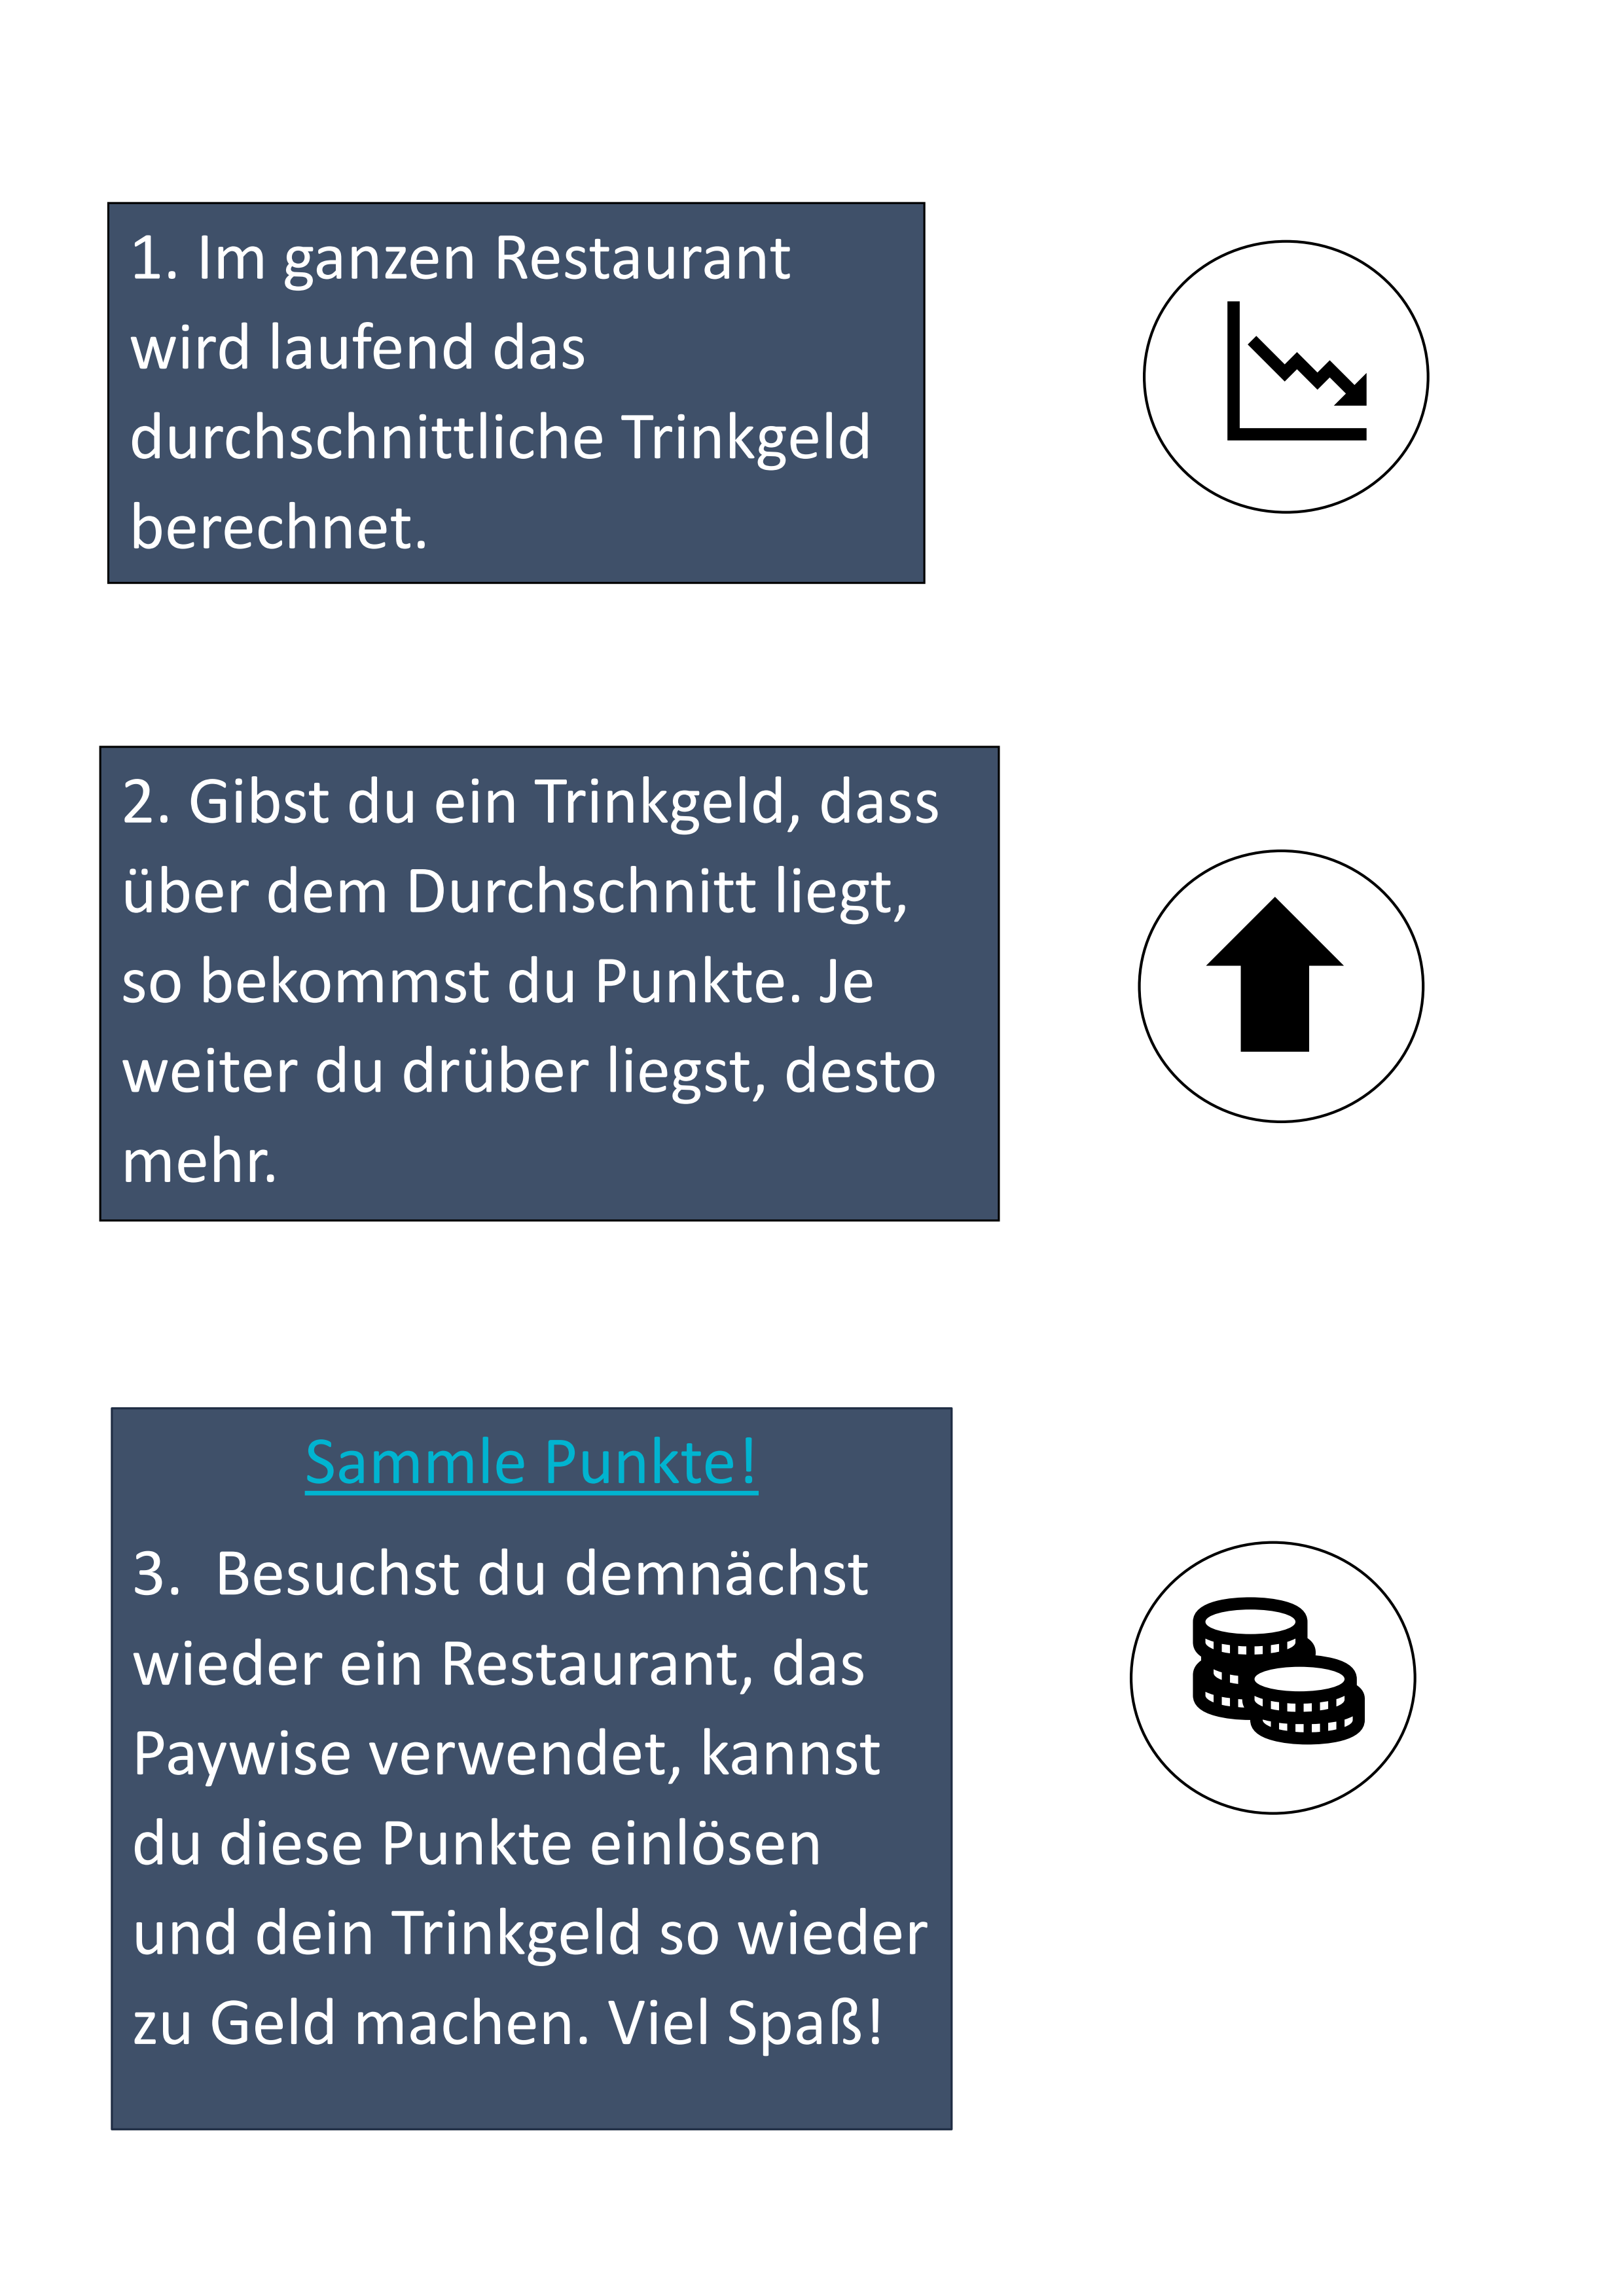 1. Im ganzen Restaurant
wird laufend das
durchschnittliche Trinkgeld
berechnet.
2. Gibst du ein Trinkgeld, dass
über dem Durchschnitt liegt,
so bekommst du Punkte. Je
weiter du drüber liegst, desto
mehr.
Sammle Punkte!
3. Besuchst du demnächst
wieder ein Restaurant, das
Paywise verwendet, kannst
du diese Punkte einlösen
und dein Trinkgeld so wieder
zu Geld machen. Viel Spaß!